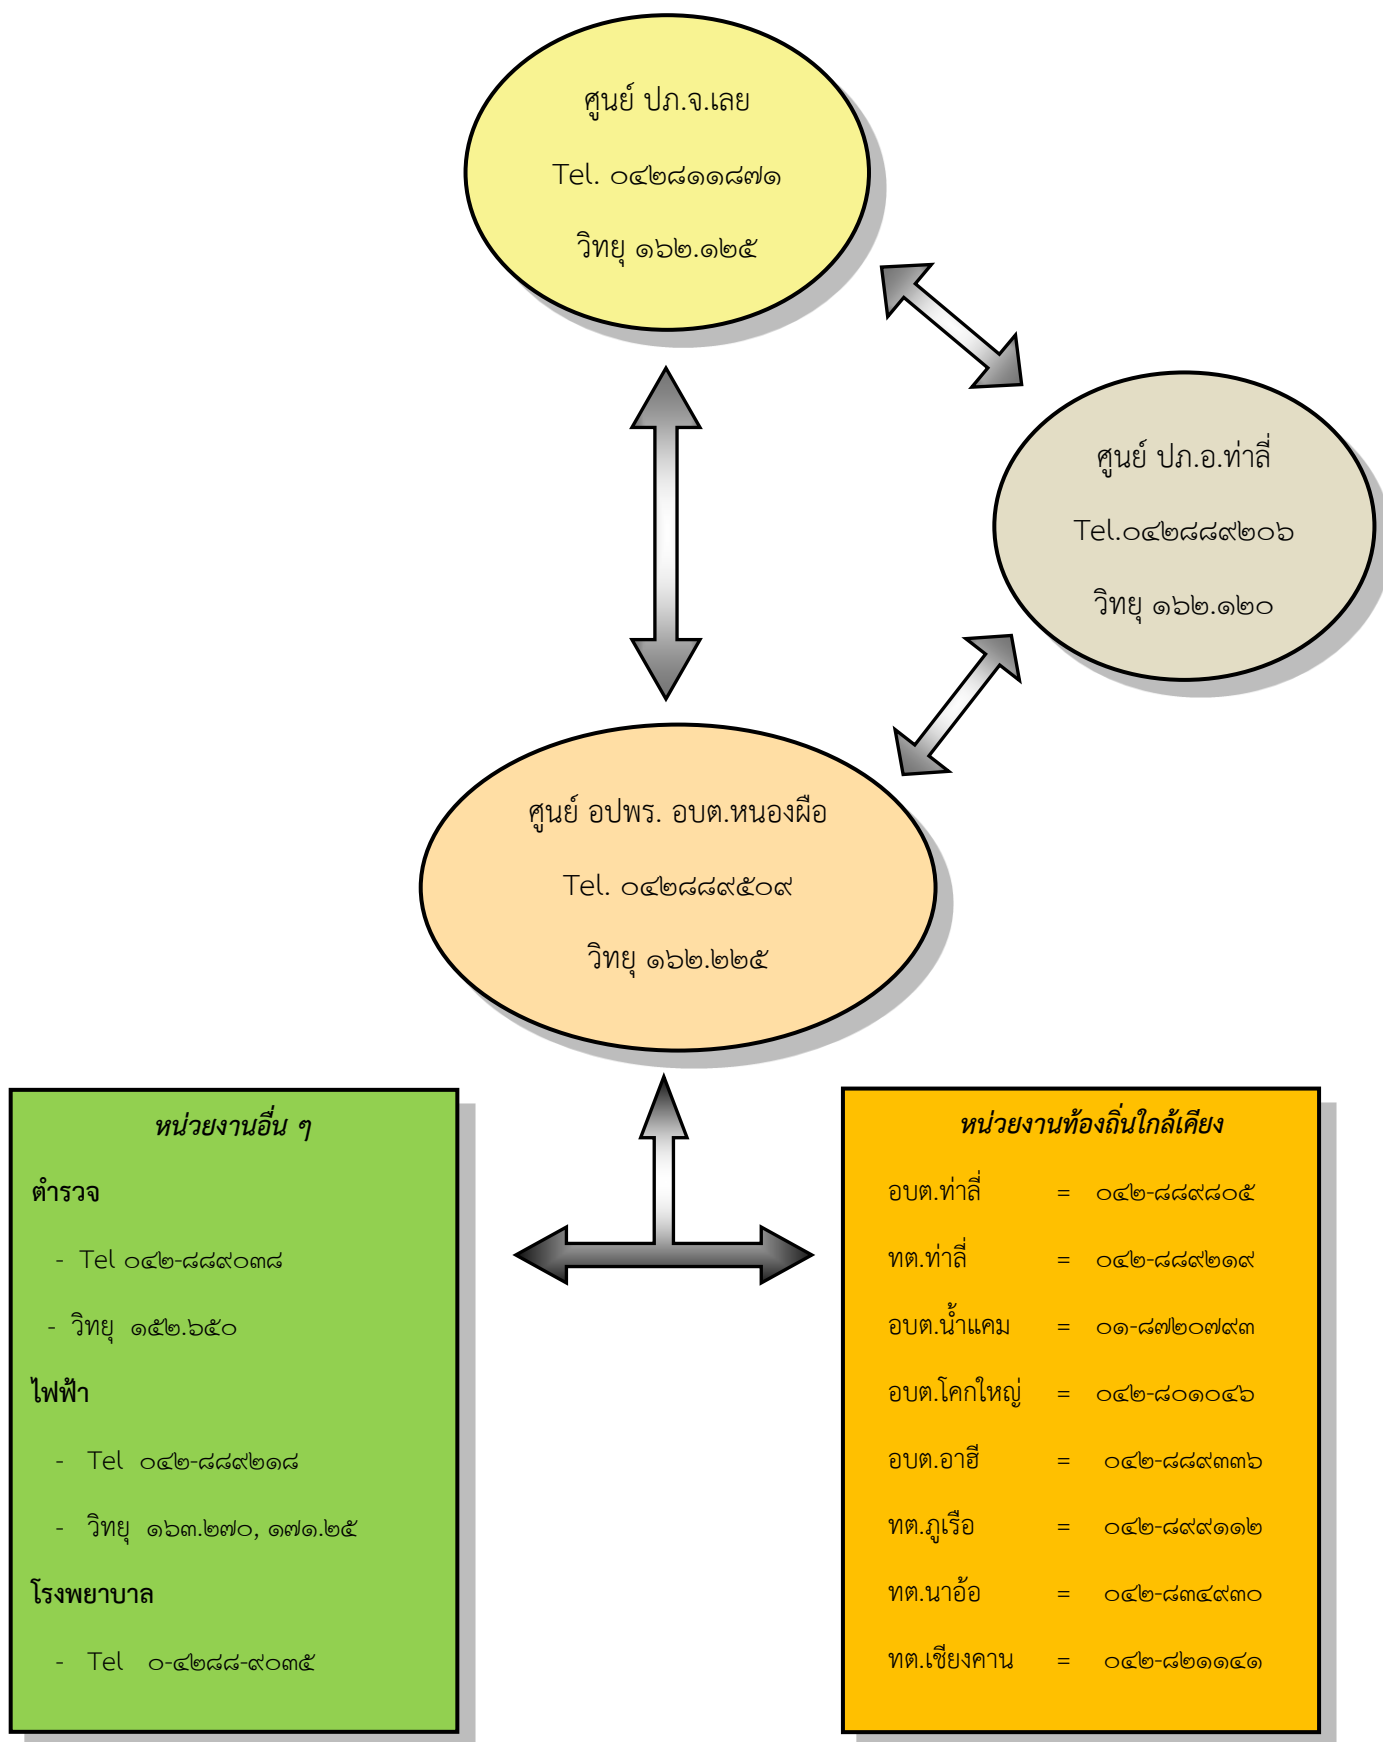 ศูนย์ ปภ.จ.เลย
Tel. ๐๔๒๘๑๑๘๗๑
วิทยุ ๑๖๒.๑๒๕
ศูนย์ ปภ.อ.ท่าลี่
Tel.๐๔๒๘๘๙๒๐๖
วิทยุ ๑๖๒.๑๒๐
ศูนย์ อปพร. อบต.หนองผือ
Tel. ๐๔๒๘๘๙๕๐๙
วิทยุ ๑๖๒.๒๒๕
หน่วยงานอื่น ๆ
ตำรวจ
- Tel ๐๔๒-๘๘๙๐๓๘
- วิทยุ ๑๕๒.๖๕๐
ไฟฟ้า
- Tel ๐๔๒-๘๘๙๒๑๘
- วิทยุ ๑๖๓.๒๗๐, ๑๗๑.๒๕
โรงพยาบาล
- Tel ๐-๔๒๘๘-๙๐๓๕
หน่วยงานท้องถิ่นใกล้เคียง
อบต.ท่าลี่ = ๐๔๒-๘๘๙๘๐๕
ทต.ท่าลี่ = ๐๔๒-๘๘๙๒๑๙
อบต.น้ำแคม = ๐๑-๘๗๒๐๗๙๓
อบต.โคกใหญ่ = ๐๔๒-๘๐๑๐๔๖
อบต.อาฮี = ๐๔๒-๘๘๙๓๓๖
ทต.ภูเรือ = ๐๔๒-๘๙๙๑๑๒
ทต.นาอ้อ = ๐๔๒-๘๓๔๙๓๐
ทต.เชียงคาน = ๐๔๒-๘๒๑๑๔๑